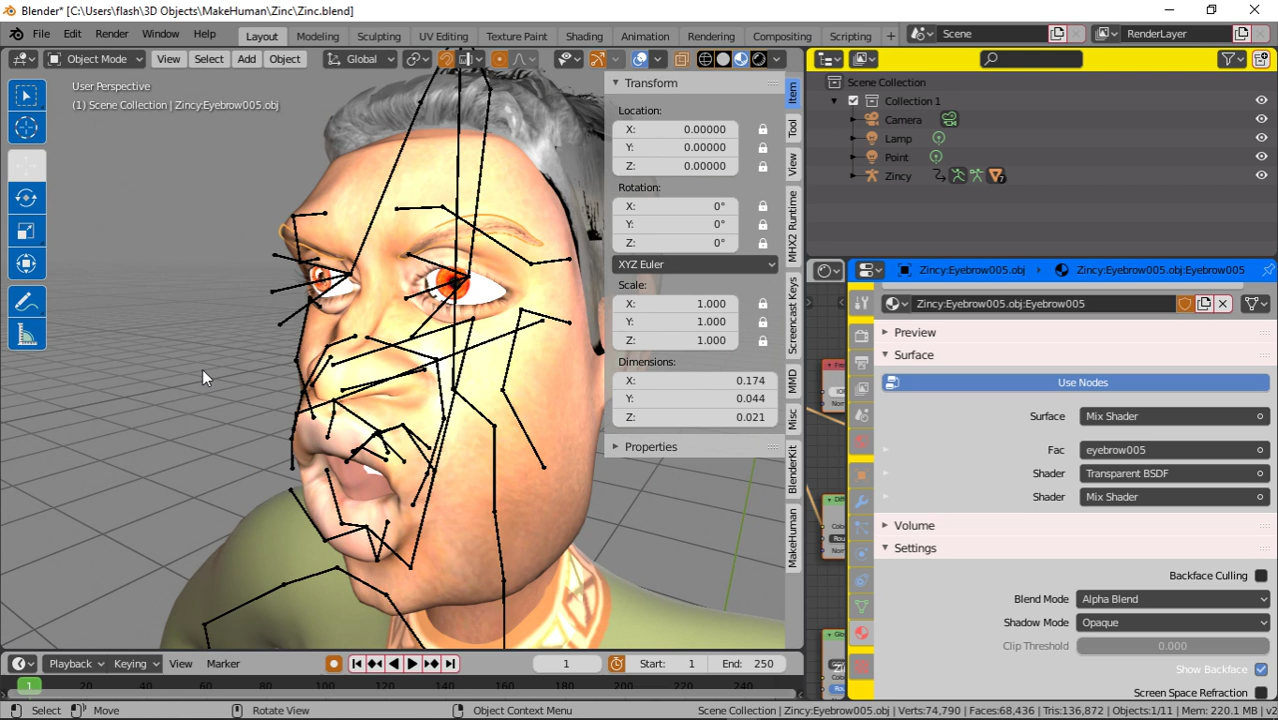 Blender* [C:\Users\flash\3D Objects\MakeHuman\Zinc\Zinc.blend]
File Edit Render Window Help Layout Modeling Sculpting UV Editing Texture Paint Shading Animation Rendering Compositing Scripting + Scene RenderLayer
Object Mode View Select Add Object Global
User Perspective
(1) Scene Collection | Zincy:Eyebrow005.obj
Transform
Location:
X: 0.00000
Y: 0.00000
Z: 0.00000
Rotation:
X: 0°
Y: 0°
Z: 0°
XYZ Euler
Scale:
X: 1.000
Y: 1.000
Z: 1.000
Dimensions:
X: 0.174
Y: 0.044
Z: 0.021
Properties
Item
Tool
View
MHX2 Runtime
Screencast Keys
MMD
Misc
BlenderKit
MakeHuman
Scene Collection
Collection 1
Camera
Lamp
Point
Zincy
Zincy:Eyebrow005.obj Zincy:Eyebrow005.obj:Eyebrow005
Zincy:Eyebrow005.obj:Eyebrow005
Preview
Surface
Use Nodes
Surface Mix Shader
Fac eyebrow005
Shader Transparent BSDF
Shader Mix Shader
Volume
Settings
Backface Culling
Blend Mode Alpha Blend
Shadow Mode Opaque
Clip Threshold 0.000
Show Backface
Screen Space Refraction
Playback Keying View Marker 1 Start: 1 End: 250
1 20 40 60 80 100 120 140 160 180 200 220 240
Select Move Rotate View Object Context Menu Scene Collection | Zincy:Eyebrow005.obj | Verts:74,790 | Faces:68,436 | Tris:136,872 | Objects:1/11 | Mem: 220.1 MB | v2